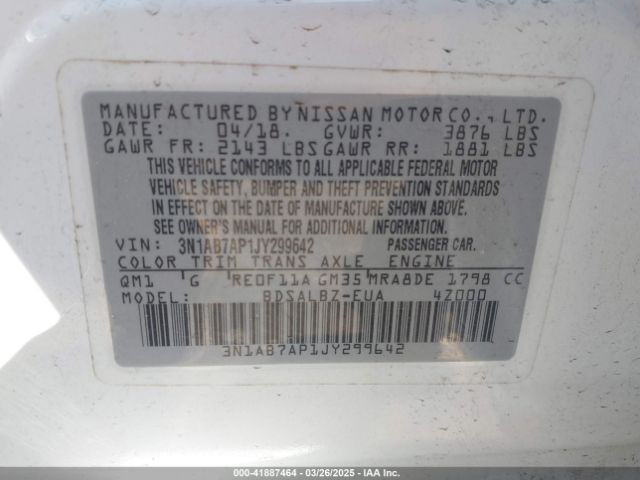 MANUFACTURED BY NISSAN MOTOR CO., LTD.
DATE: 04/18. GVWR: 3876 LBS
GAWR FR: 2143 LBS GAWR RR: 1881 LBS
THIS VEHICLE CONFORMS TO ALL APPLICABLE FEDERAL MOTOR
VEHICLE SAFETY, BUMPER AND THEFT PREVENTION STANDARDS
IN EFFECT ON THE DATE OF MANUFACTURE SHOWN ABOVE.
SEE OWNER'S MANUAL FOR ADDITIONAL INFORMATION.
VIN: 3N1AB7AP1JY299642 PASSENGER CAR.
COLOR TRIM TRANS AXLE ENGINE
QM1 G RE0F11A GM35 MRA8DE 1798 CC
MODEL: BDSALBZ-EUA 4Z000
3N1AB7AP1JY299642
000-41887464 | 03/26/2025 | IAA, Inc.